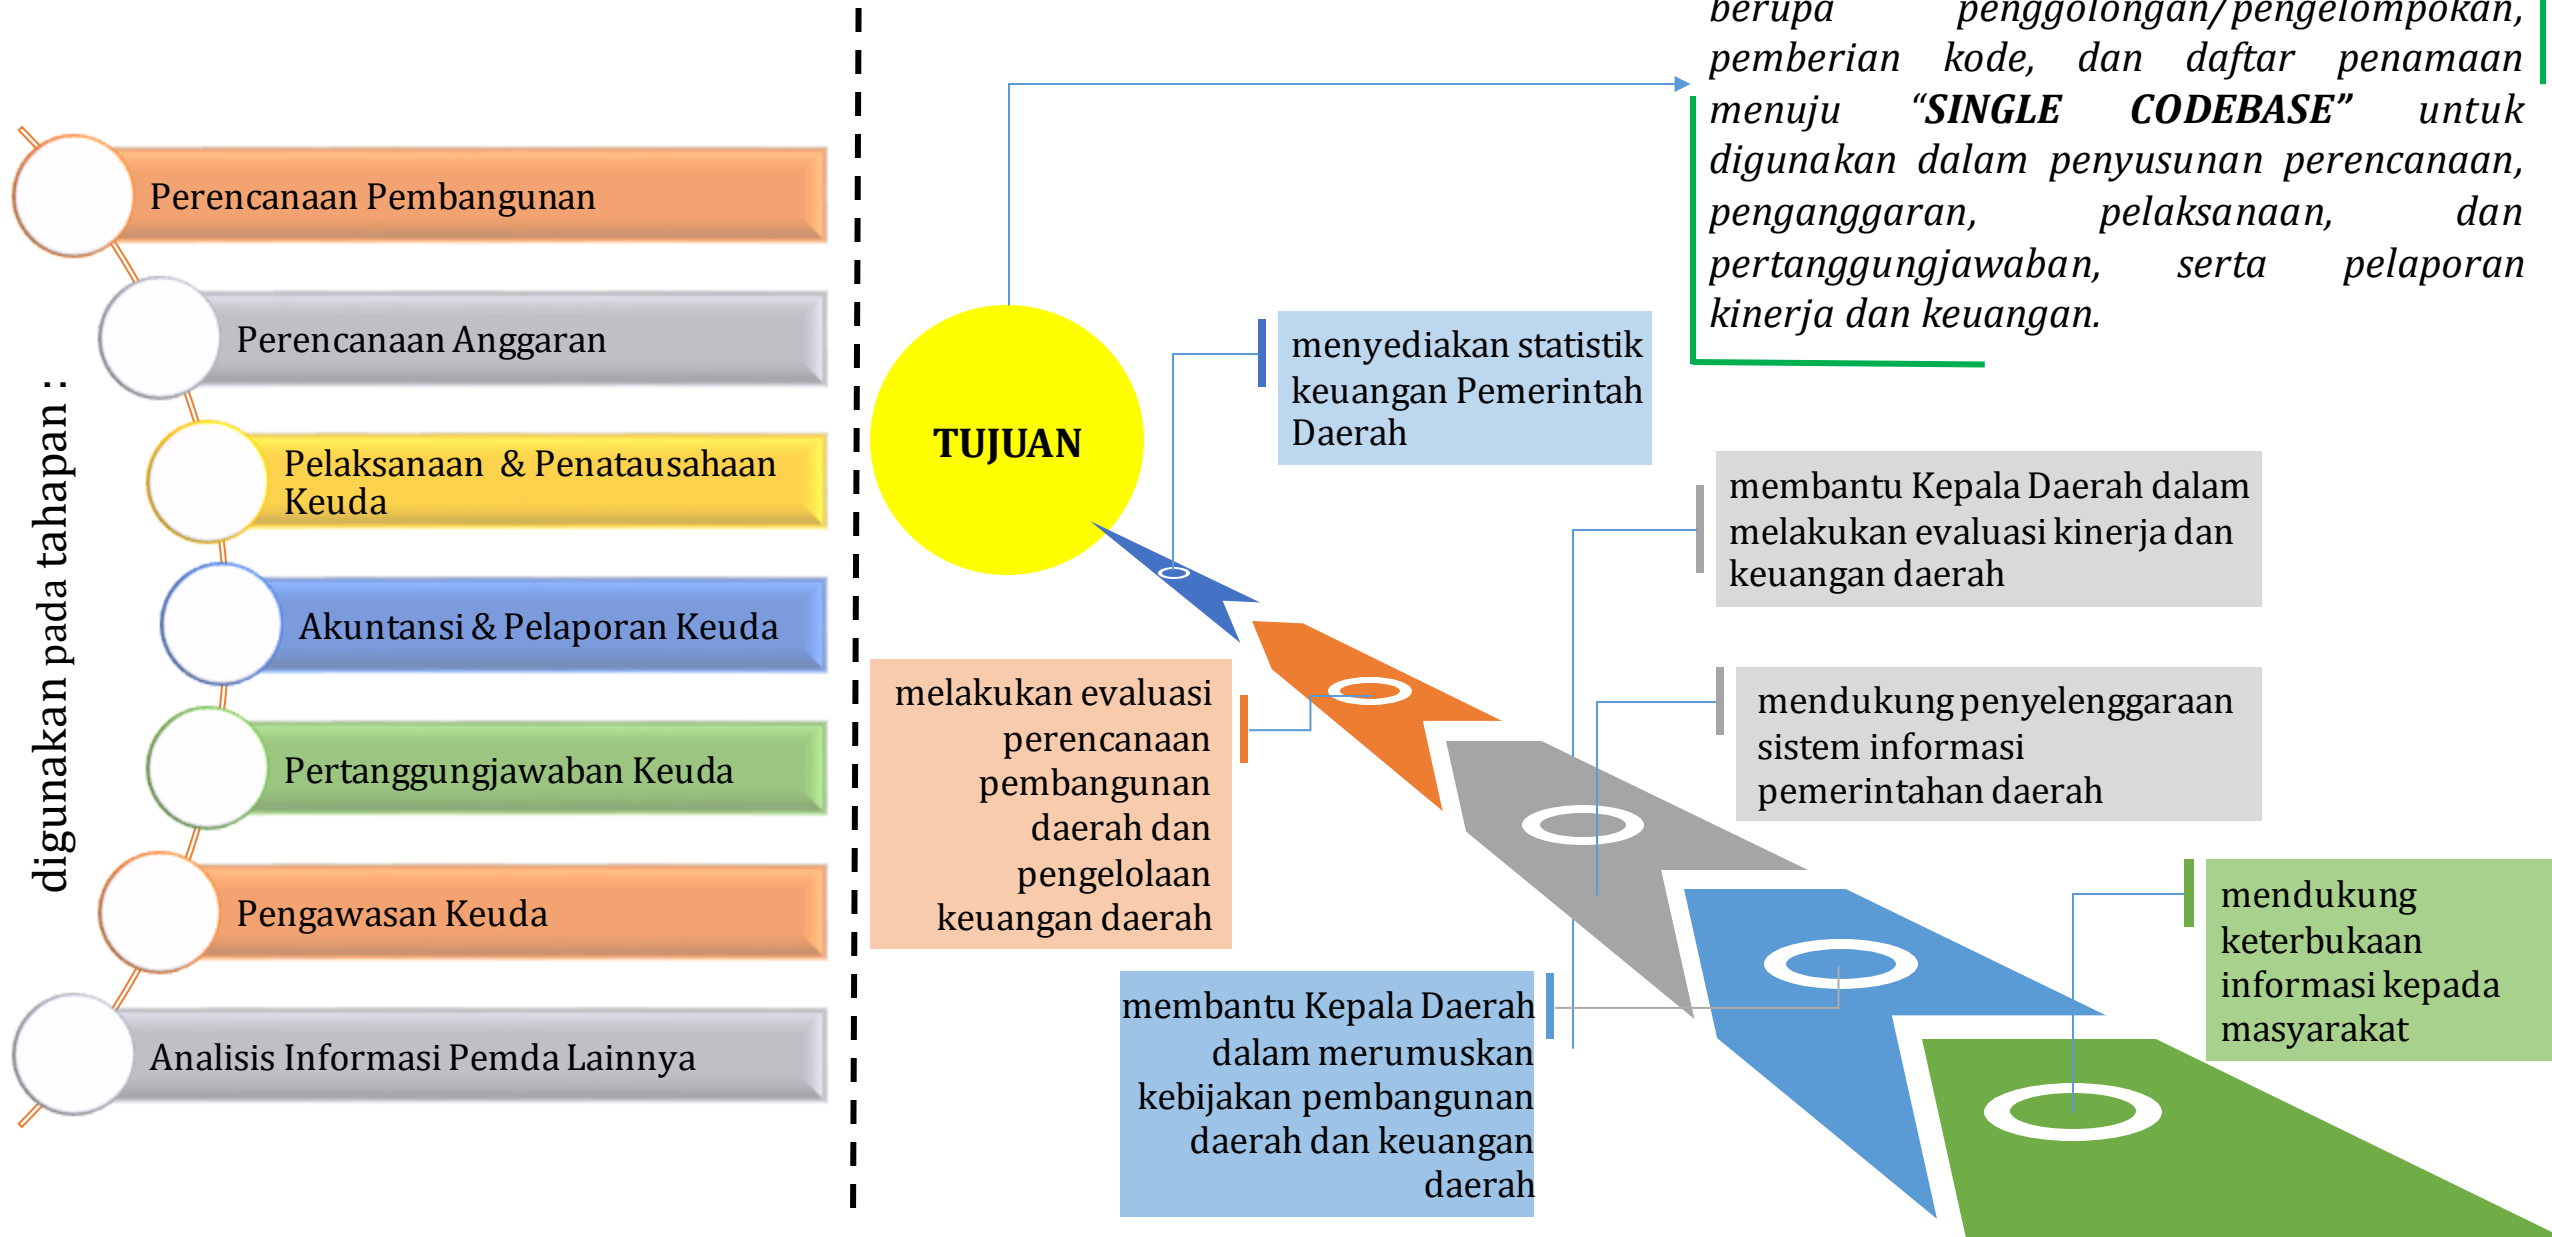 digunakan pada tahapan :
Perencanaan Pembangunan
Perencanaan Anggaran
Pelaksanaan & Penatausahaan
Keuda
Akuntansi & Pelaporan Keuda
Pertanggungjawaban Keuda
Pengawasan Keuda
Analisis Informasi Pemda Lainnya
berupa penggolongan/pengelompokan,
pemberian kode, dan daftar penamaan
menuju “SINGLE CODEBASE” untuk
digunakan dalam penyusunan perencanaan,
penganggaran, pelaksanaan, dan
pertanggungjawaban, serta pelaporan
kinerja dan keuangan.
TUJUAN
menyediakan statistik
keuangan Pemerintah
Daerah
membantu Kepala Daerah dalam
melakukan evaluasi kinerja dan
keuangan daerah
melakukan evaluasi
perencanaan
pembangunan
daerah dan
pengelolaan
keuangan daerah
mendukung penyelenggaraan
sistem informasi
pemerintahan daerah
mendukung
keterbukaan
informasi kepada
masyarakat
membantu Kepala Daerah
dalam merumuskan
kebijakan pembangunan
daerah dan keuangan
daerah